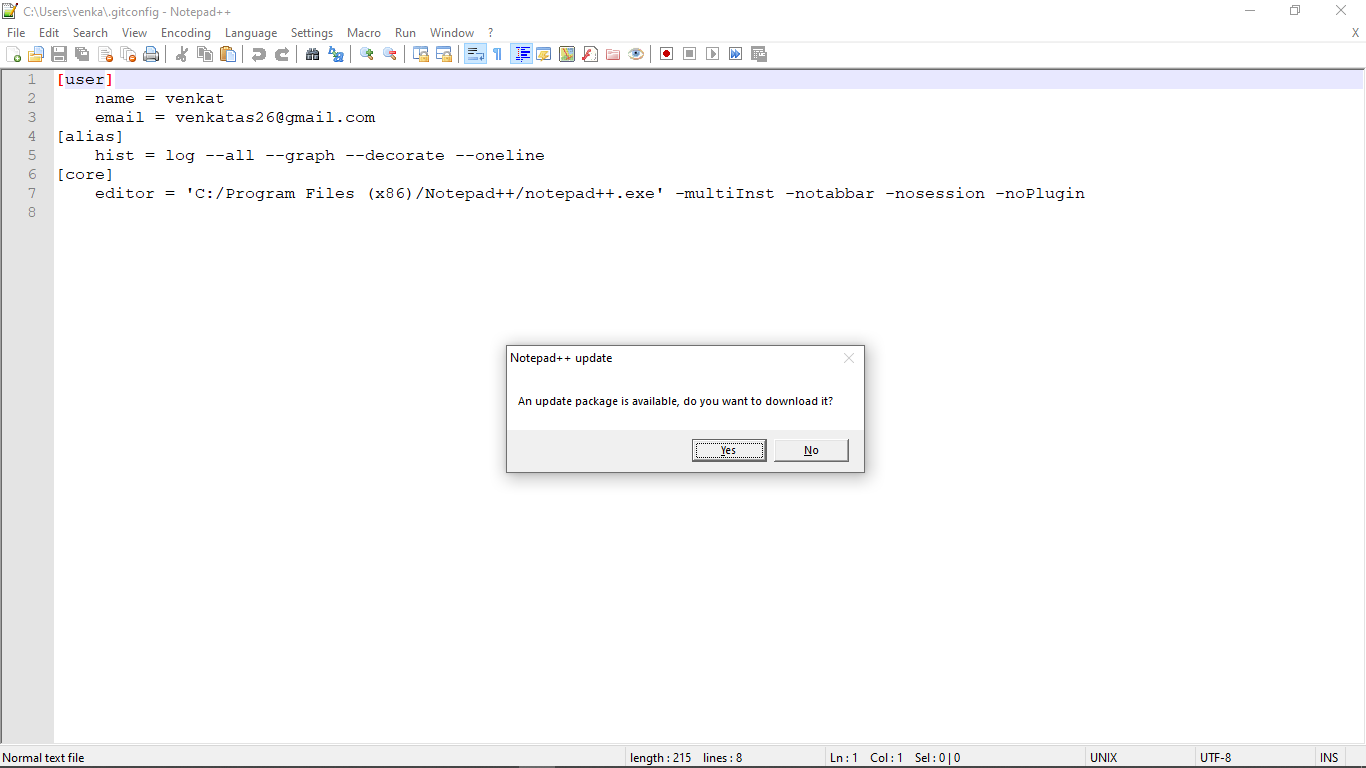 C:\Users\venka\.gitconfig - Notepad++
File Edit Search View Encoding Language Settings Macro Run Window ? X
1 [user]
2     name = venkat
3     email = venkatas26@gmail.com
4 [alias]
5     hist = log --all --graph --decorate --oneline
6 [core]
7     editor = 'C:/Program Files (x86)/Notepad++/notepad++.exe' -multiInst -notabbar -nosession -noPlugin
8
Notepad++ update
An update package is available, do you want to download it?
Yes No
Normal text file length : 215 lines : 8 Ln : 1 Col : 1 Sel : 0 | 0 UNIX UTF-8 INS